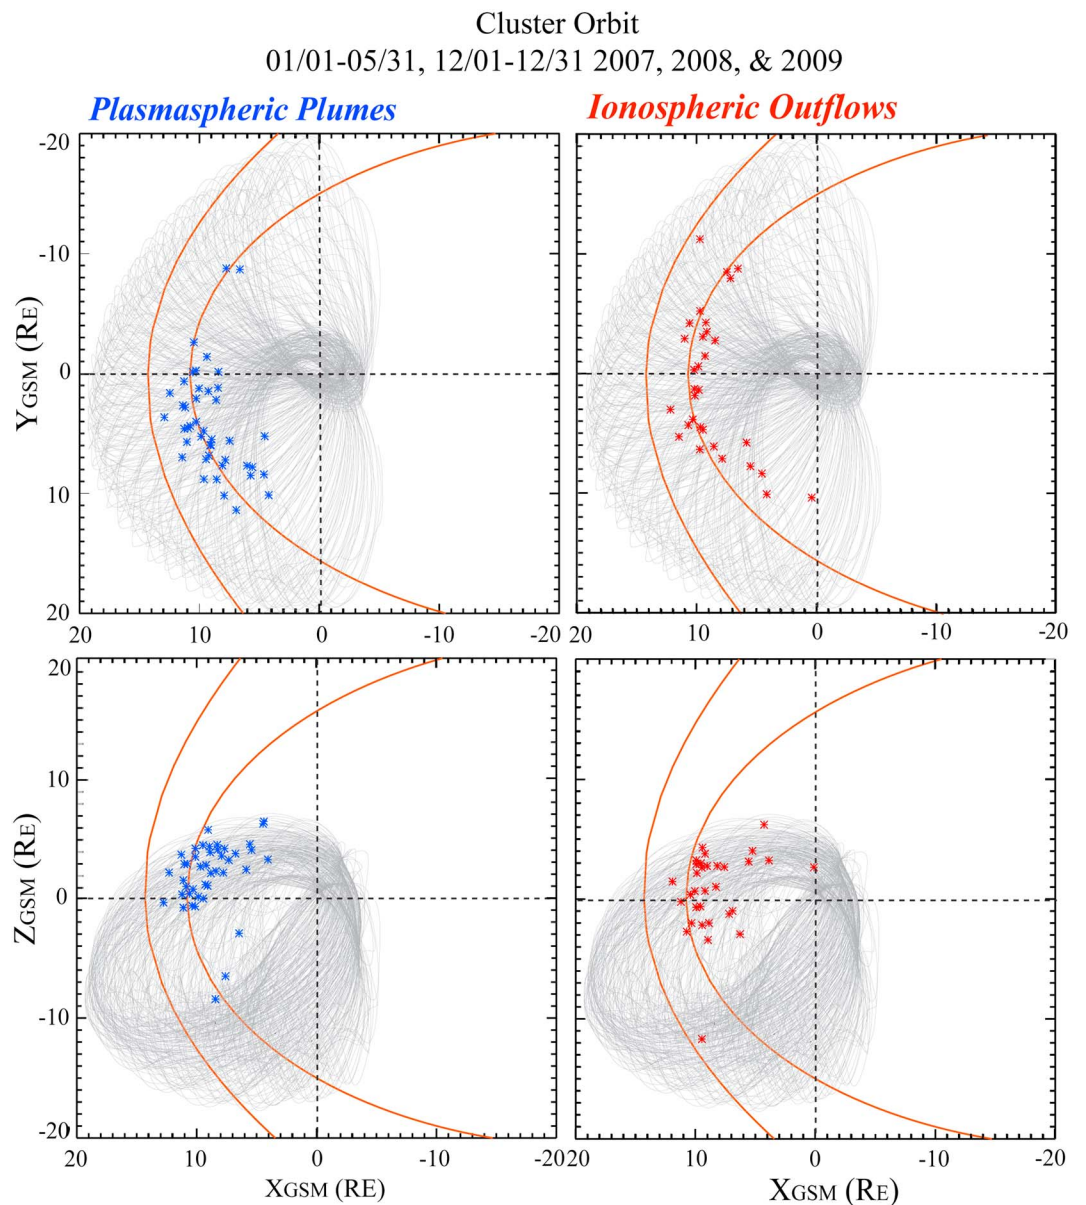 Cluster Orbit
01/01-05/31, 12/01-12/31 2007, 2008, & 2009
Plasmaspheric Plumes
Ionospheric Outflows
-20
-10
0
10
20
YGSM (RE)
20 10 0 -10 -20
20 10 0 -10 -20
20
10
0
-10
-20
ZGSM (RE)
20 10 0 -10 -20
20 10 0 -10 -20
XGSM (RE)
XGSM (RE)